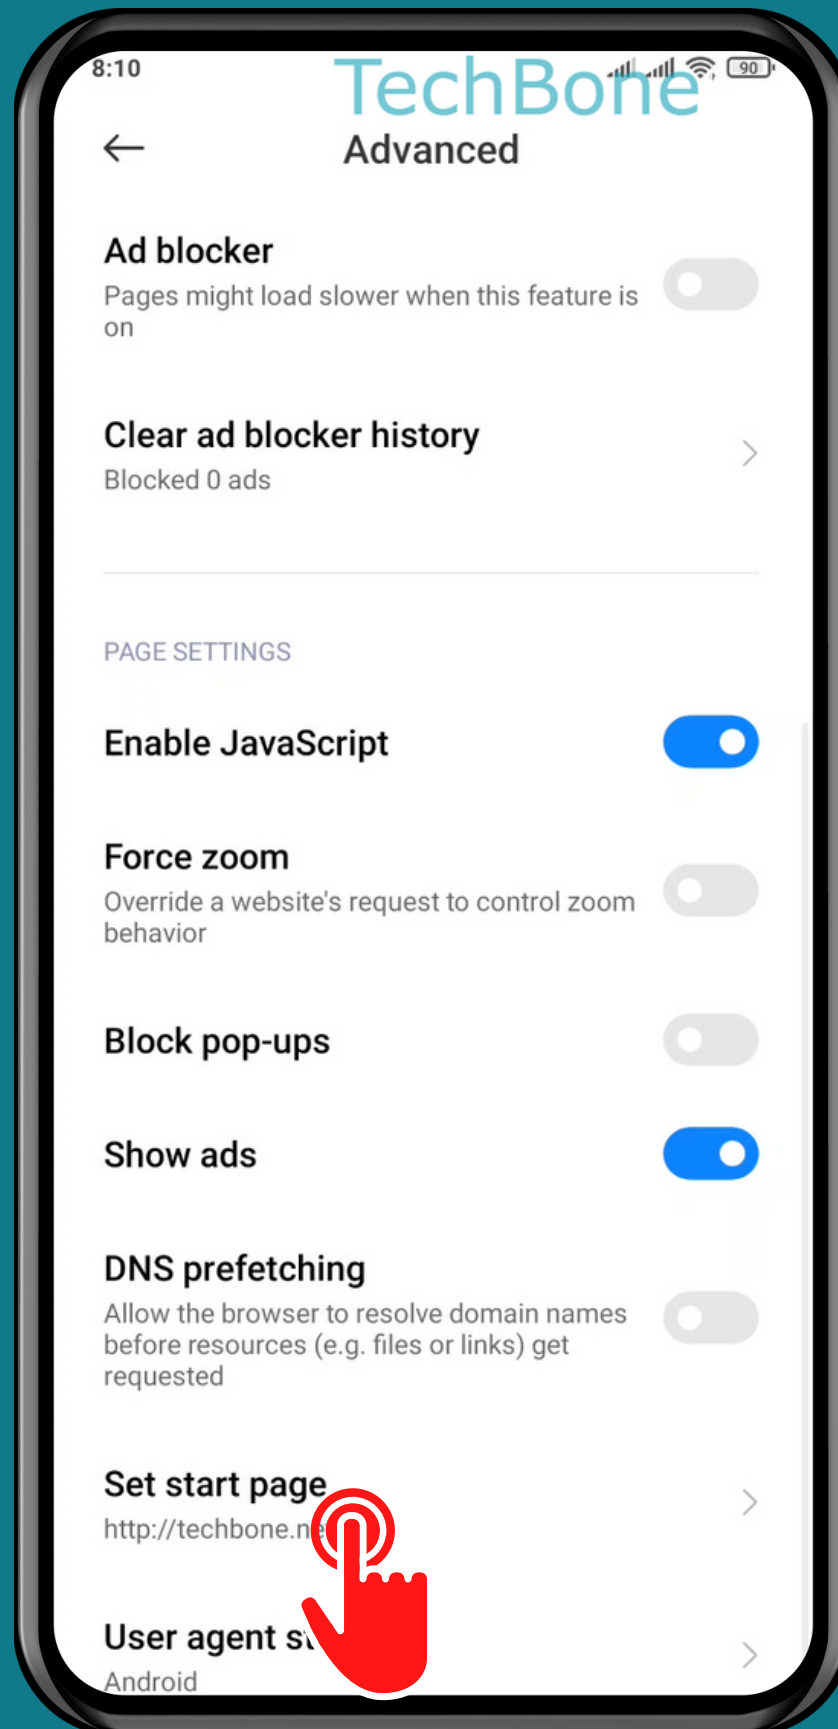 8:10
TechBone
90
Advanced
Ad blocker
Pages might load slower when this feature is
on
Clear ad blocker history
Blocked 0 ads
PAGE SETTINGS
Enable JavaScript
Force zoom
Override a website's request to control zoom
behavior
Block pop-ups
Show ads
DNS prefetching
Allow the browser to resolve domain names
before resources (e.g. files or links) get
requested
Set start page
http://techbone.ne
User agent
Android